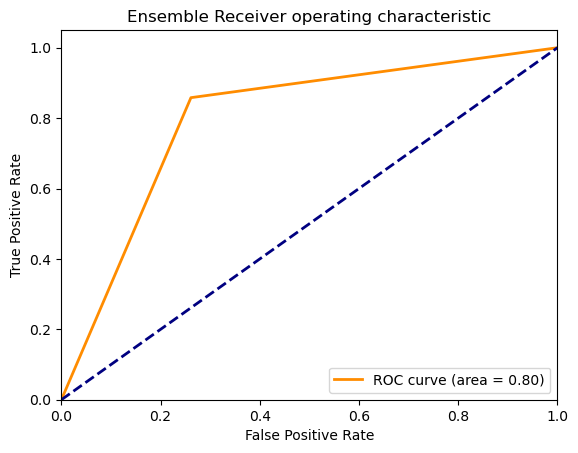 Ensemble Receiver operating characteristic
True Positive Rate
1.0
0.8
0.6
0.4
0.2
0.0
0.0 0.2 0.4 0.6 0.8 1.0
False Positive Rate
ROC curve (area = 0.80)